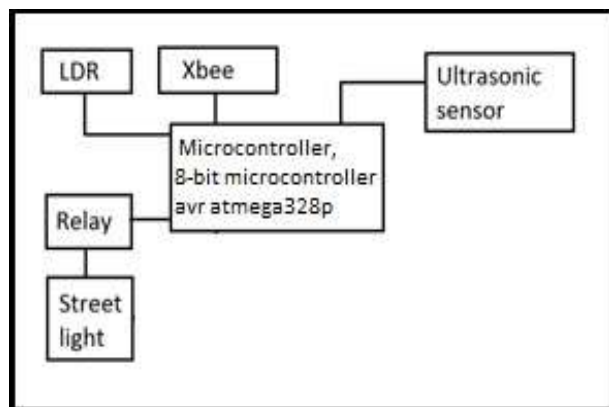 LDR
Xbee
Ultrasonic
sensor
Microcontroller,
8-bit microcontroller
avr atmega328p
Relay
Street
light